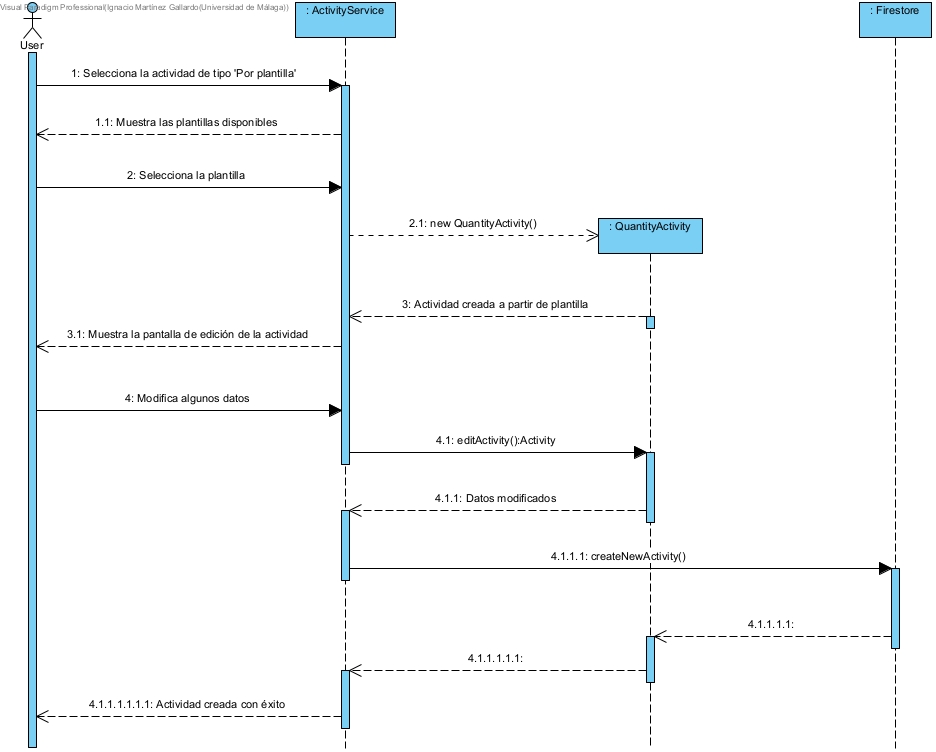 Visual Paradigm Professional(Ignacio Martínez Gallardo(Universidad de Málaga))
: ActivityService
: Firestore
User
1: Selecciona la actividad de tipo 'Por plantilla'
1.1: Muestra las plantillas disponibles
2: Selecciona la plantilla
2.1: new QuantityActivity()
: QuantityActivity
3: Actividad creada a partir de plantilla
3.1: Muestra la pantalla de edición de la actividad
4: Modifica algunos datos
4.1: editActivity():Activity
4.1.1: Datos modificados
4.1.1.1: createNewActivity()
4.1.1.1.1:
4.1.1.1.1.1:
4.1.1.1.1.1.1: Actividad creada con éxito